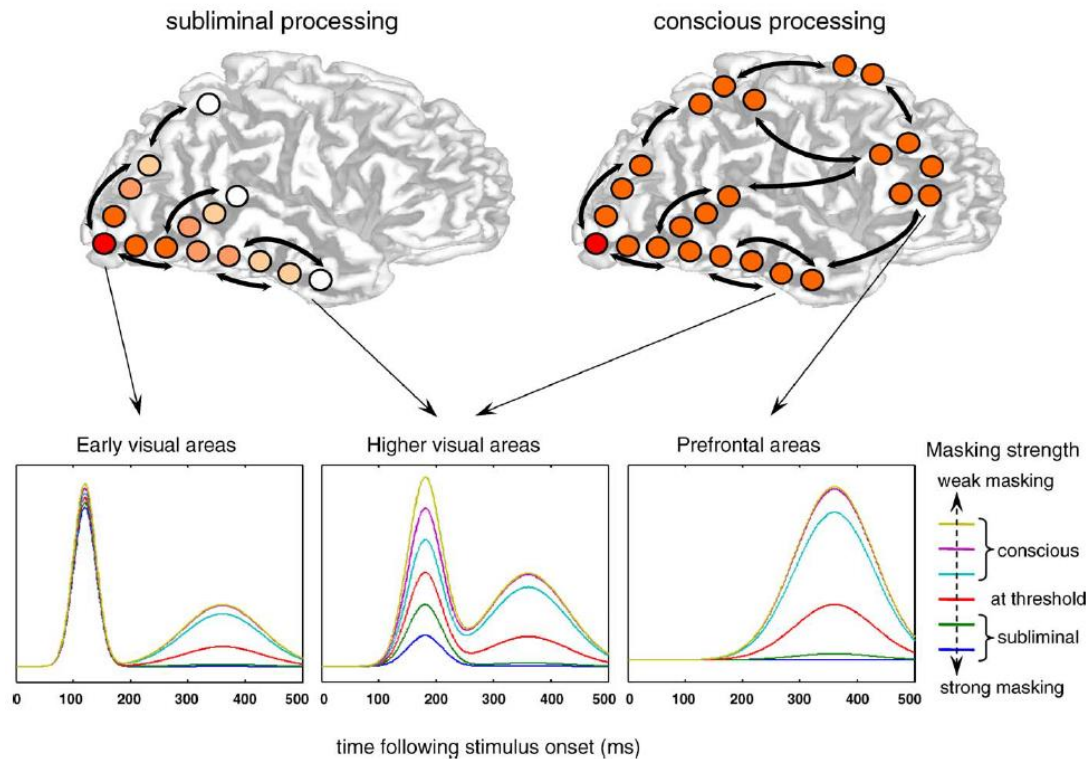 subliminal processing
conscious processing
Early visual areas
Higher visual areas
Prefrontal areas
Masking strength
weak masking
conscious
at threshold
subliminal
strong masking
0 100 200 300 400 500
0 100 200 300 400 500
0 100 200 300 400 500
time following stimulus onset (ms)